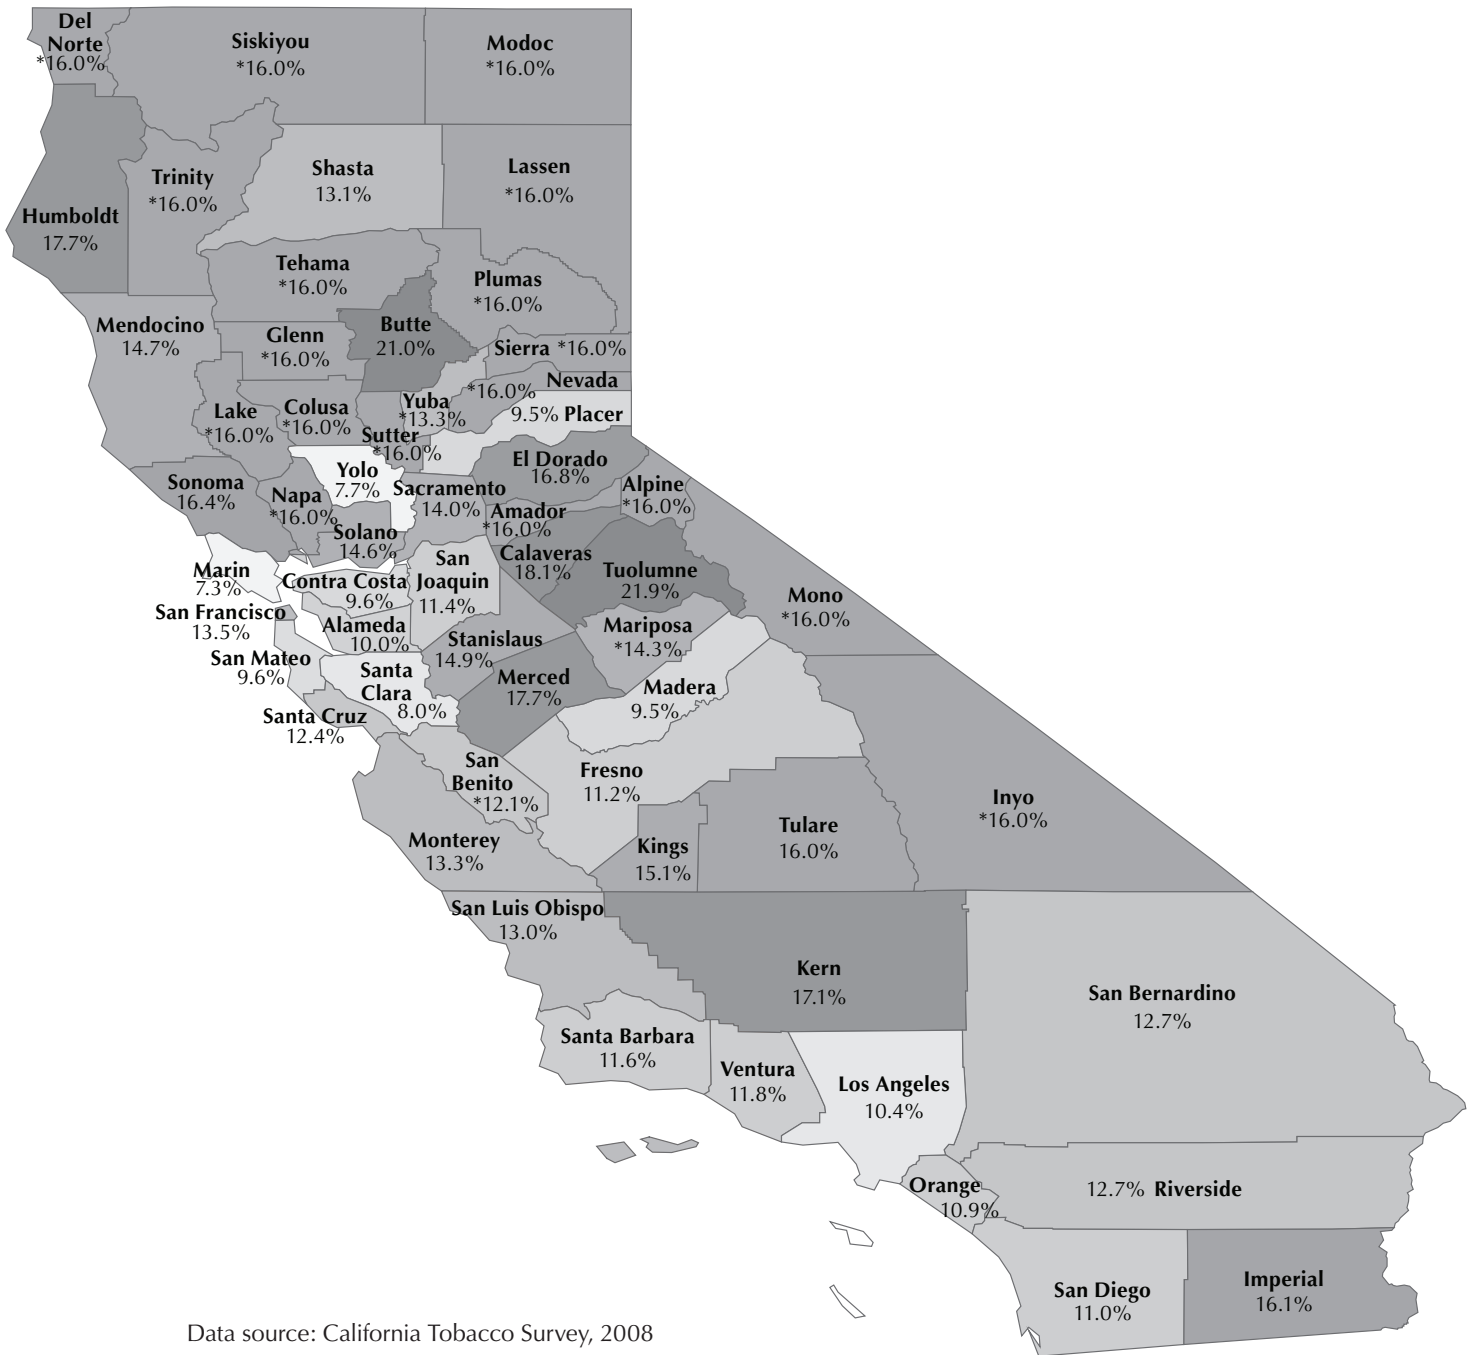 Del
Norte
*16.0%
Siskiyou
*16.0%
Modoc
*16.0%
Humboldt
17.7%
Trinity
*16.0%
Shasta
13.1%
Lassen
*16.0%
Tehama
*16.0%
Plumas
*16.0%
Mendocino
14.7%
Glenn
*16.0%
Butte
21.0%
Sierra *16.0%
*16.0% Nevada
Lake
*16.0%
Colusa
*16.0%
Yuba
*13.3%
9.5% Placer
Sutter
*16.0%
Yolo
7.7%
El Dorado
16.8%
Sonoma
16.4%
Napa
*16.0%
Sacramento
14.0%
Alpine
*16.0%
Amador
*16.0%
Solano
14.6%
Marin
7.3%
Contra Costa
9.6%
San
Joaquin
11.4%
Calaveras
18.1%
Tuolumne
21.9%
Mono
*16.0%
San Francisco
13.5%
Alameda
10.0%
Stanislaus
14.9%
Mariposa
*14.3%
San Mateo
9.6%
Santa
Clara
8.0%
Merced
17.7%
Madera
9.5%
Santa Cruz
12.4%
San
Benito
*12.1%
Fresno
11.2%
Inyo
*16.0%
Monterey
13.3%
Kings
15.1%
Tulare
16.0%
San Luis Obispo
13.0%
Kern
17.1%
San Bernardino
12.7%
Santa Barbara
11.6%
Ventura
11.8%
Los Angeles
10.4%
Orange
10.9%
12.7% Riverside
San Diego
11.0%
Imperial
16.1%
Data source: California Tobacco Survey, 2008